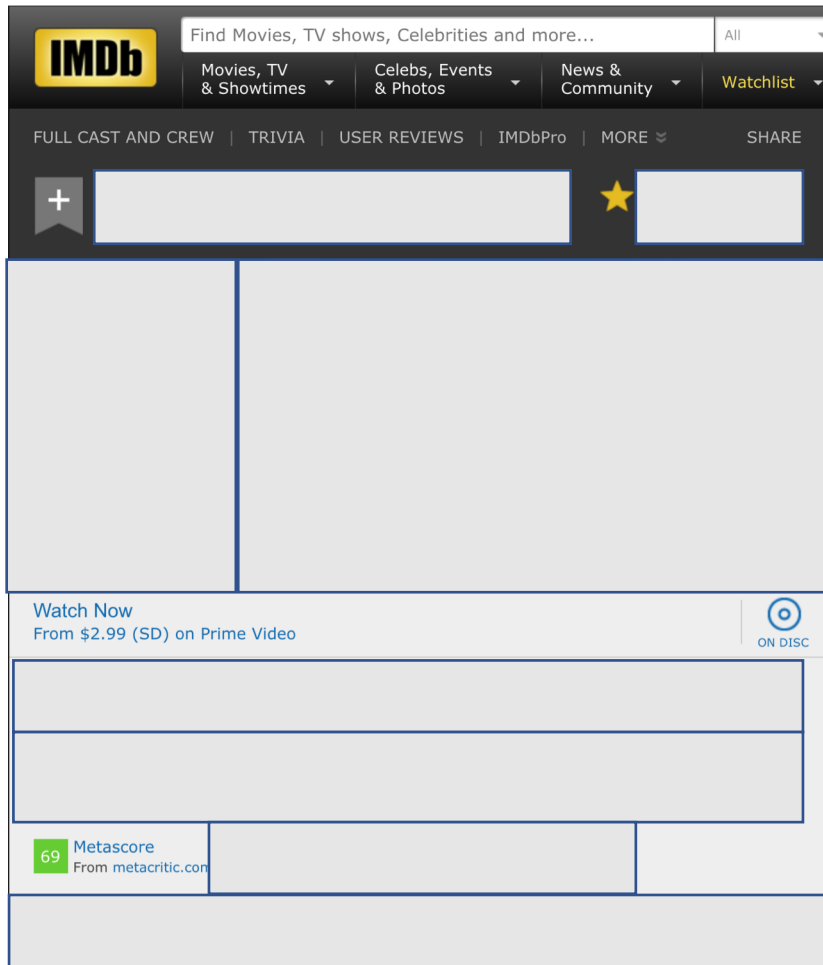 IMDb
Find Movies, TV shows, Celebrities and more...
All
Movies, TV
& Showtimes
Celebs, Events
& Photos
News &
Community
Watchlist
FULL CAST AND CREW | TRIVIA | USER REVIEWS | IMDbPro | MORE
SHARE
Watch Now
From $2.99 (SD) on Prime Video
ON DISC
69
Metascore
From metacritic.com